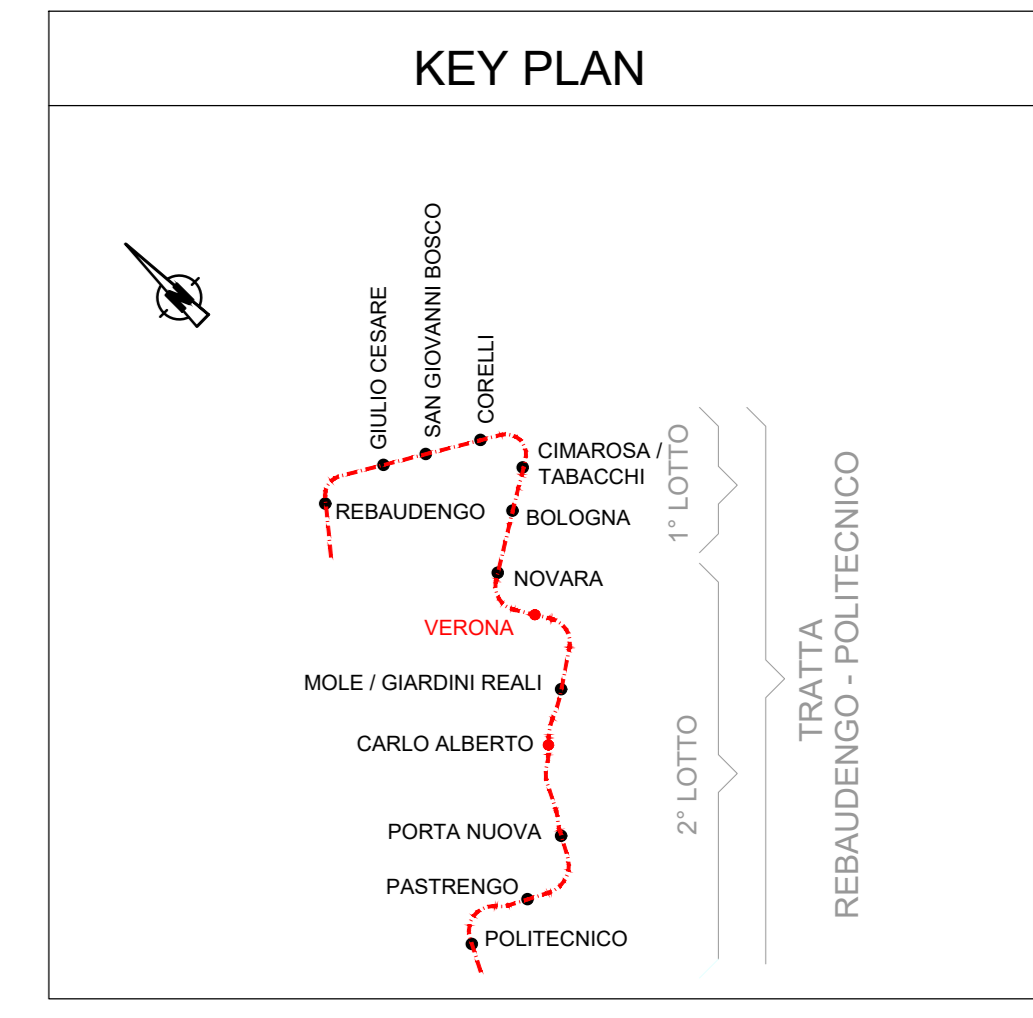 KEY PLAN
N
GIULIO CESARE
SAN GIOVANNI BOSCO
CORELLI
CIMAROSA /
TABACCHI
REBAUDENGO
BOLOGNA
NOVARA
VERONA
MOLE / GIARDINI REALI
CARLO ALBERTO
PORTA NUOVA
PASTRENGO
POLITECNICO
1° LOTTO
2° LOTTO
TRATTA
REBAUDENGO - POLITECNICO